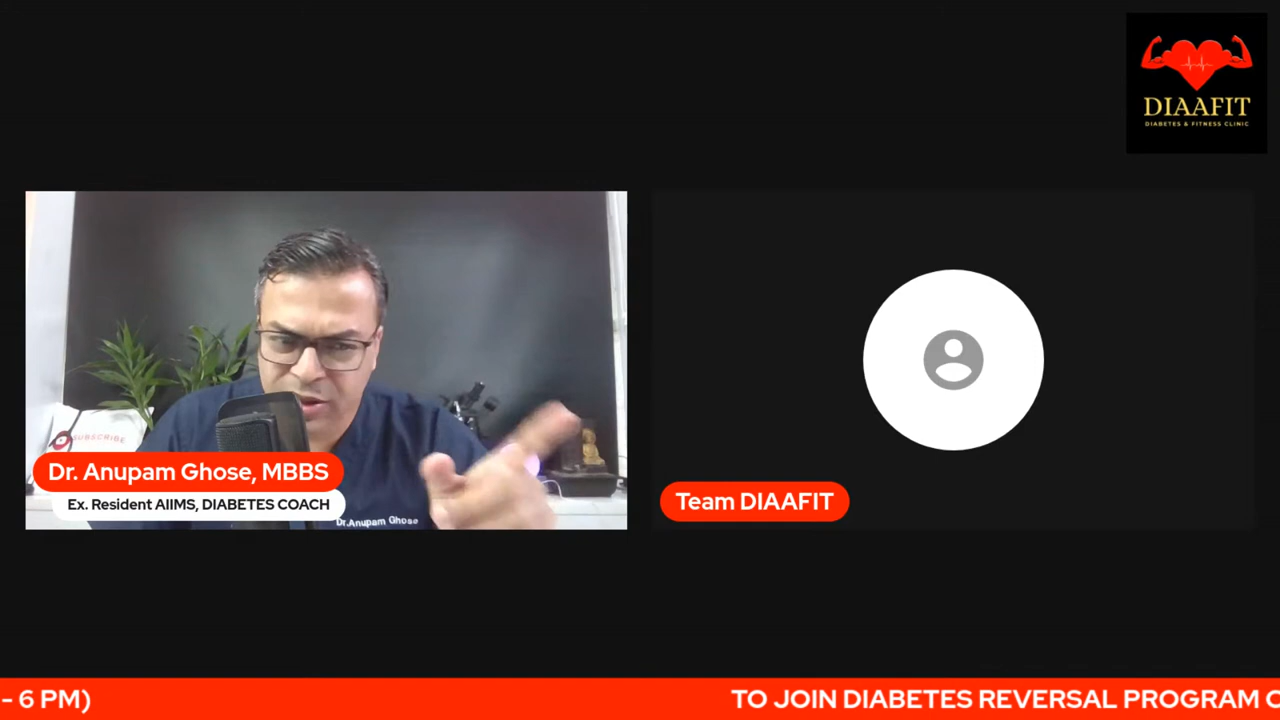 DIAAFIT
DIABETES & FITNESS CLINIC
SUBSCRIBE
Dr. Anupam Ghose, MBBS
Ex. Resident AIIMS, DIABETES COACH
Dr.Anupam Ghose
Team DIAAFIT
- 6 PM) TO JOIN DIABETES REVERSAL PROGRAM C